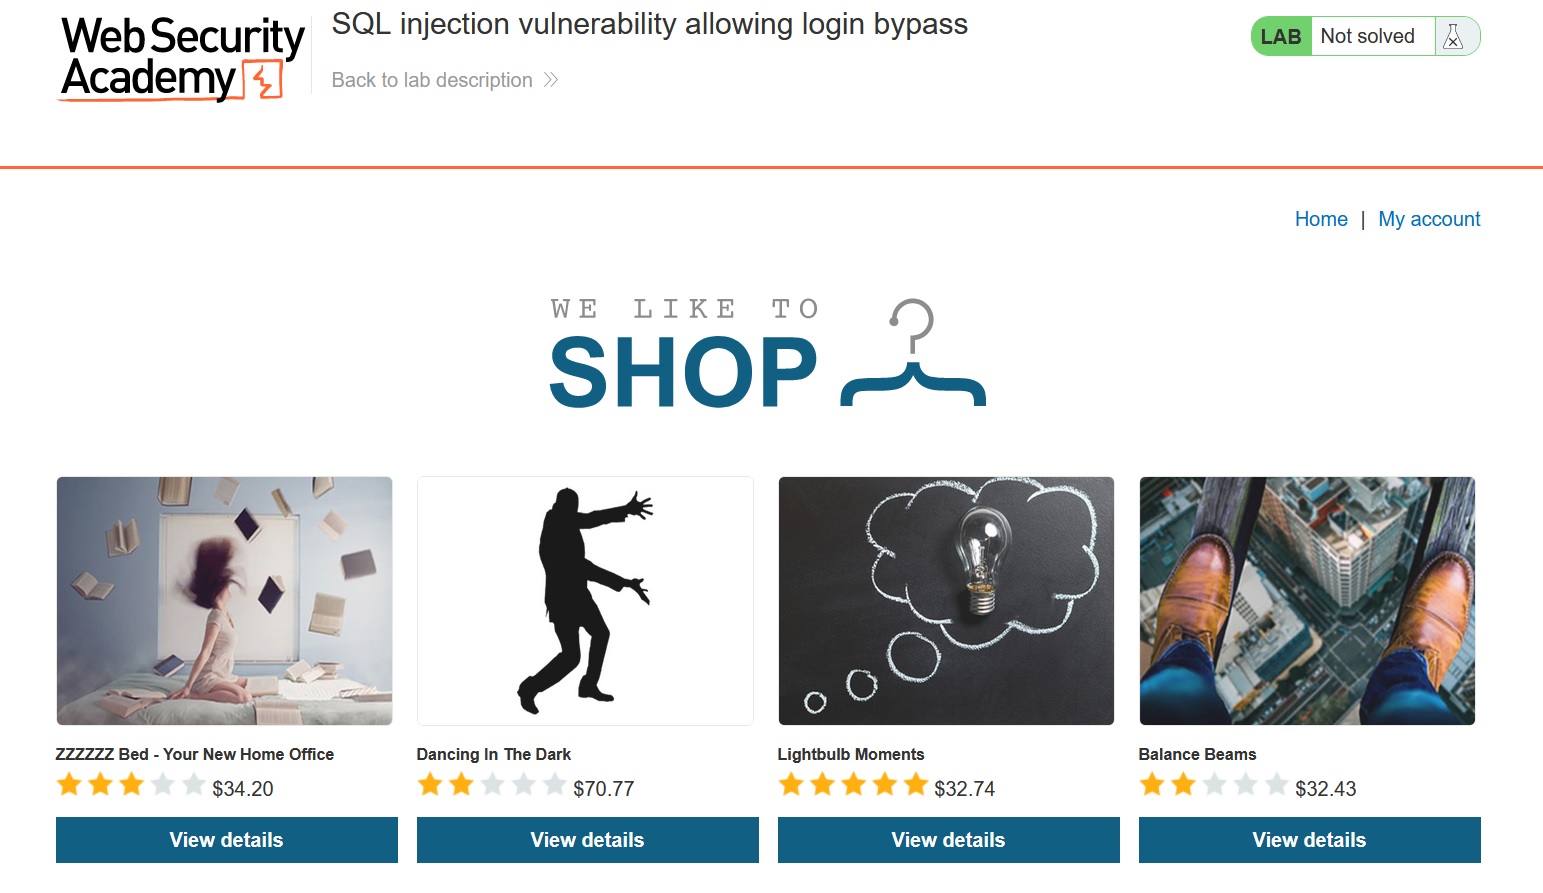 Web Security
Academy
SQL injection vulnerability allowing login bypass
Back to lab description
LAB Not solved
Home | My account
WE LIKE TO
SHOP
ZZZZZZ Bed - Your New Home Office
$34.20
View details
Dancing In The Dark
$70.77
View details
Lightbulb Moments
$32.74
View details
Balance Beams
$32.43
View details